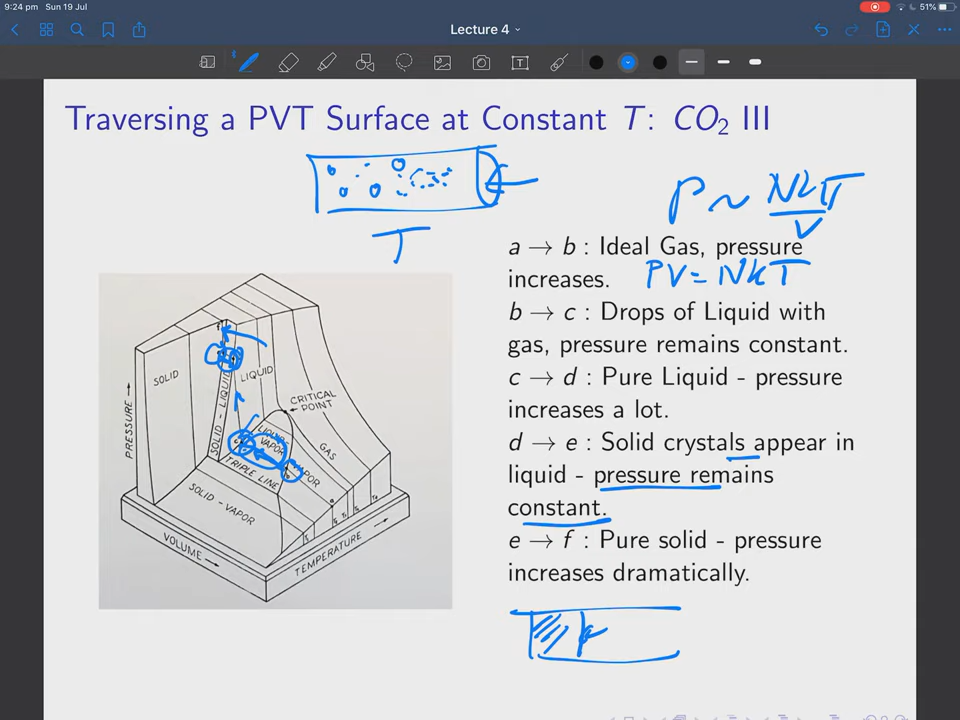 9:24 pm Sun 19 Jul
51%
Lecture 4
Traversing a PVT Surface at Constant T: CO₂ III
T
P ~ NkT
V
a → b : Ideal Gas, pressure
increases.
PV = NkT
b → c : Drops of Liquid with
gas, pressure remains constant.
c → d : Pure Liquid - pressure
increases a lot.
d → e : Solid crystals appear in
liquid - pressure remains
constant.
e → f : Pure solid - pressure
increases dramatically.
PRESSURE →
SOLID
SOLID - LIQUID
LIQUID
CRITICAL
POINT
LIQUID
VAPOR
GAS
VAPOR
TRIPLE LINE
SOLID - VAPOR
VOLUME →
TEMPERATURE →